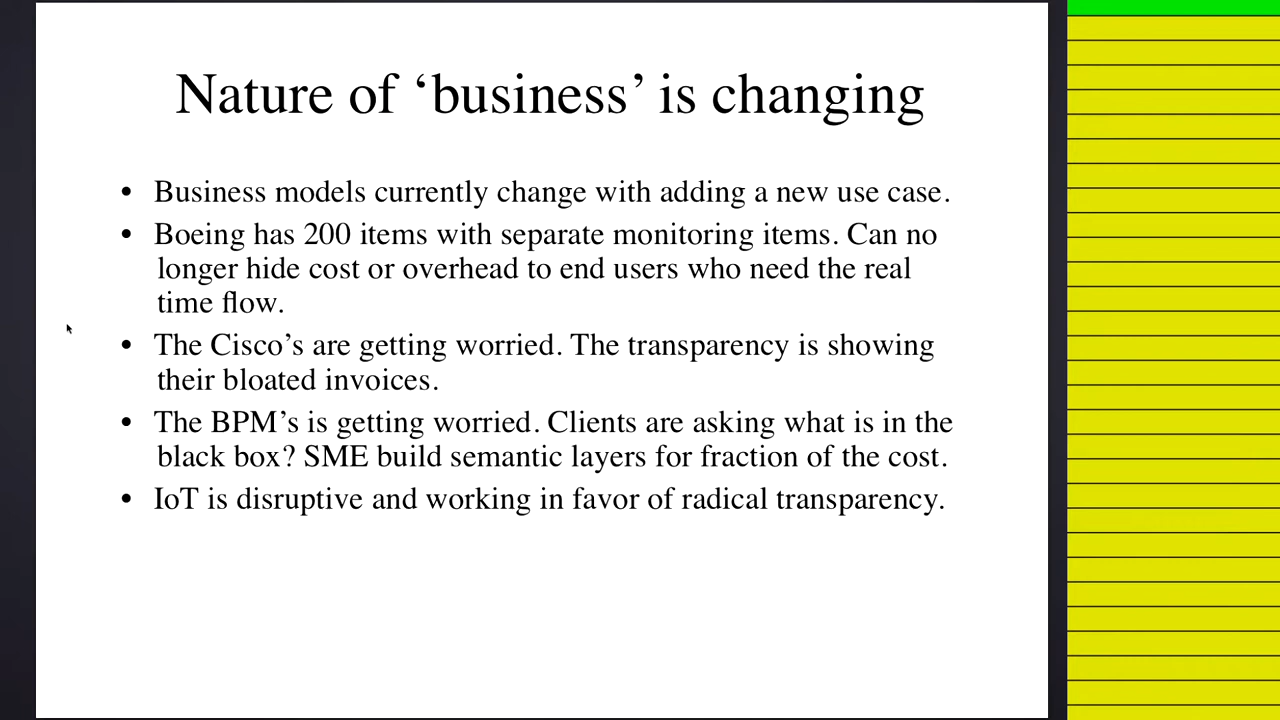 Nature of ‘business’ is changing
• Business models currently change with adding a new use case.
• Boeing has 200 items with separate monitoring items. Can no
longer hide cost or overhead to end users who need the real
time flow.
• The Cisco’s are getting worried. The transparency is showing
their bloated invoices.
• The BPM’s is getting worried. Clients are asking what is in the
black box? SME build semantic layers for fraction of the cost.
• IoT is disruptive and working in favor of radical transparency.